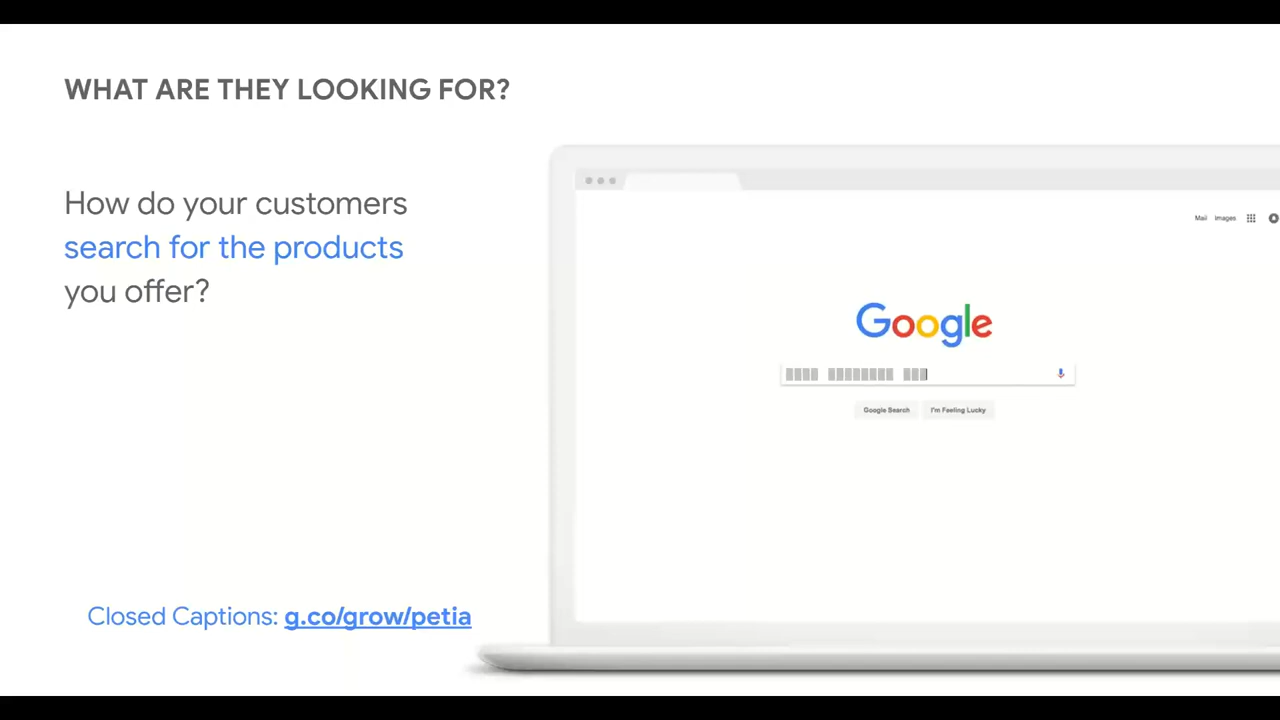 WHAT ARE THEY LOOKING FOR?
How do your customers
search for the products
you offer?
Mail Images
Google
Google Search I'm Feeling Lucky
Closed Captions: g.co/grow/petia